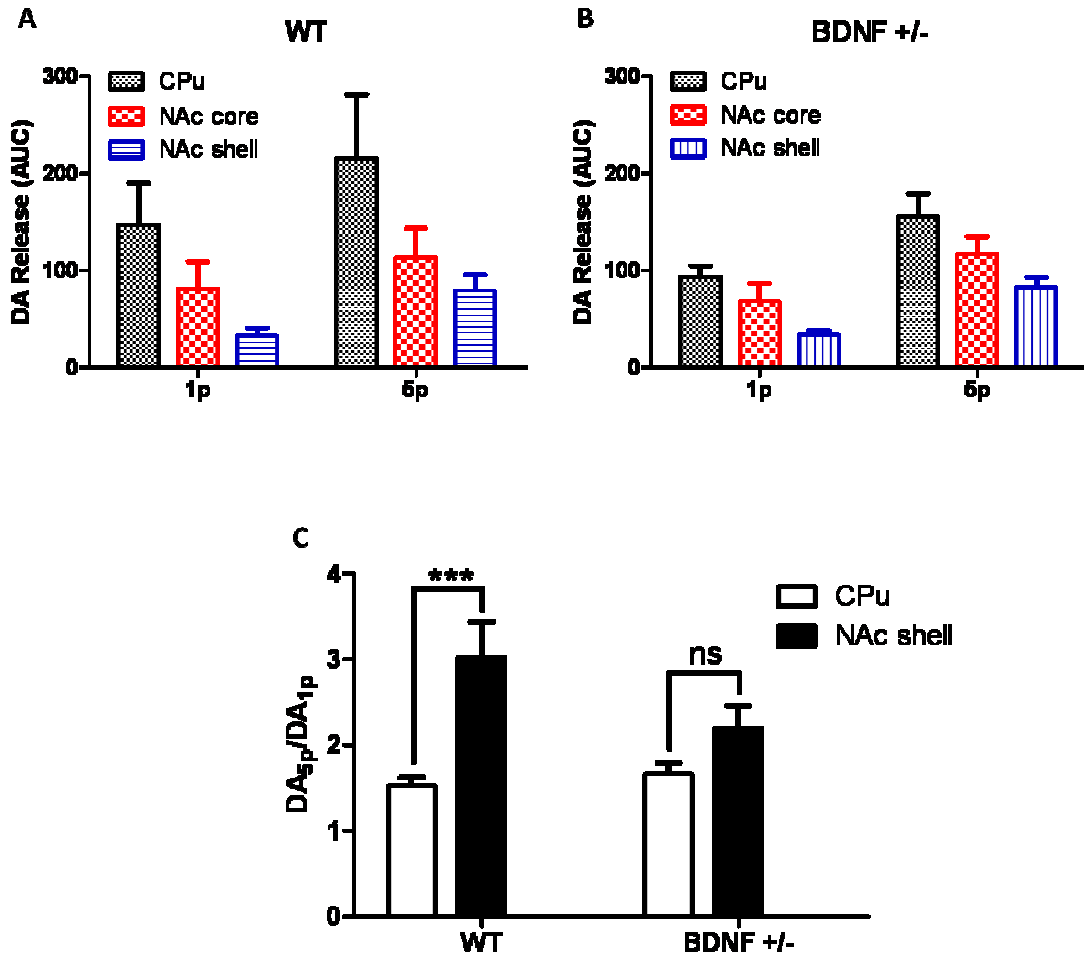 A
WT
300
200
100
0
DA Release (AUC)
CPu
NAc core
NAc shell
1p
5p
B
BDNF +/-
300
200
100
0
DA Release (AUC)
CPu
NAc core
NAc shell
1p
5p
C
4
3
2
1
0
DA5p/DA1p
***
ns
CPu
NAc shell
WT
BDNF +/-